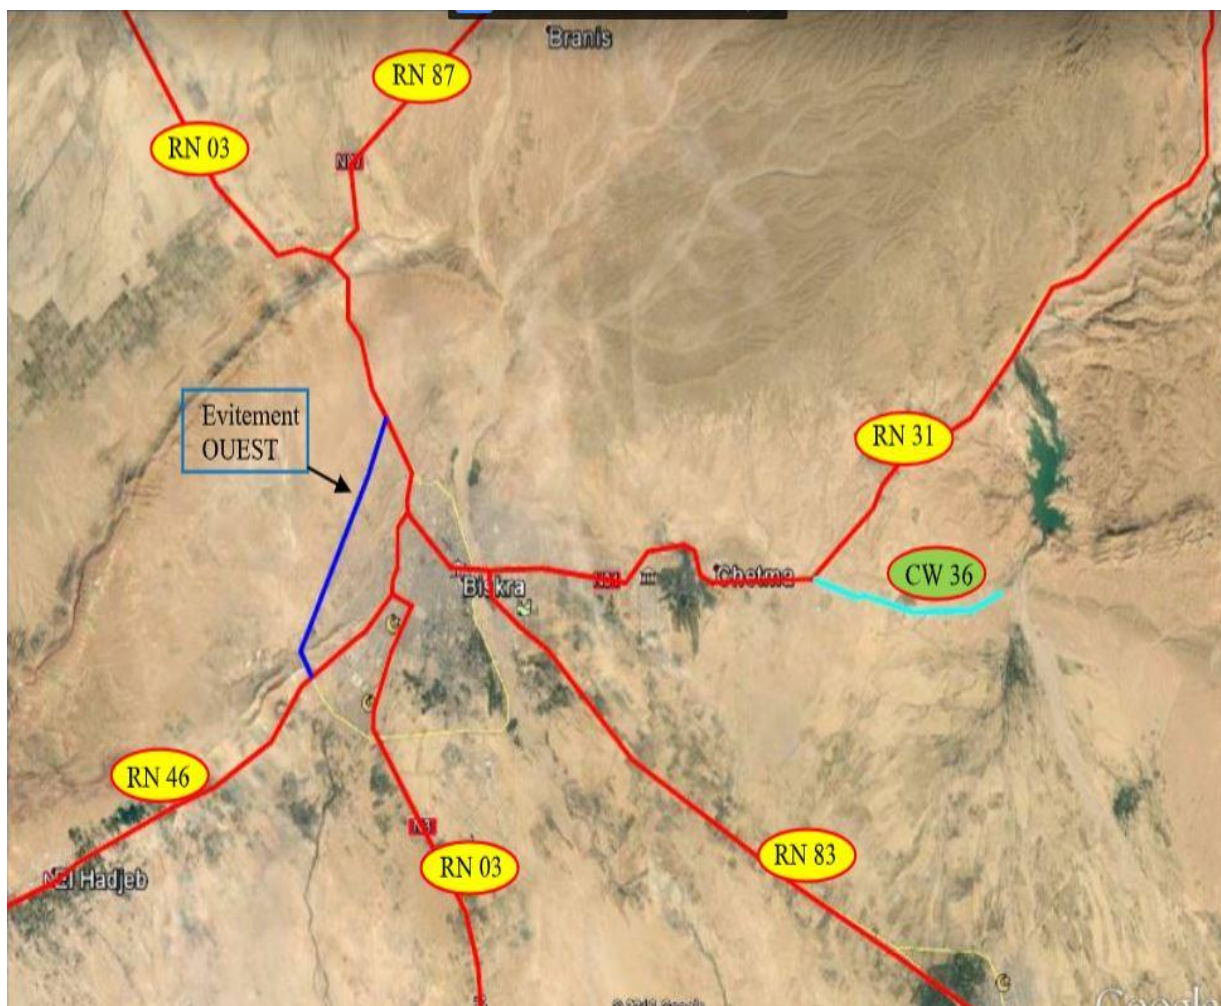 Branis
RN 87
RN 03
Evitement
OUEST
RN 31
Chetma
CW 36
Biskra
RN 46
N3
RN 83
RN 03
El Hadjeb